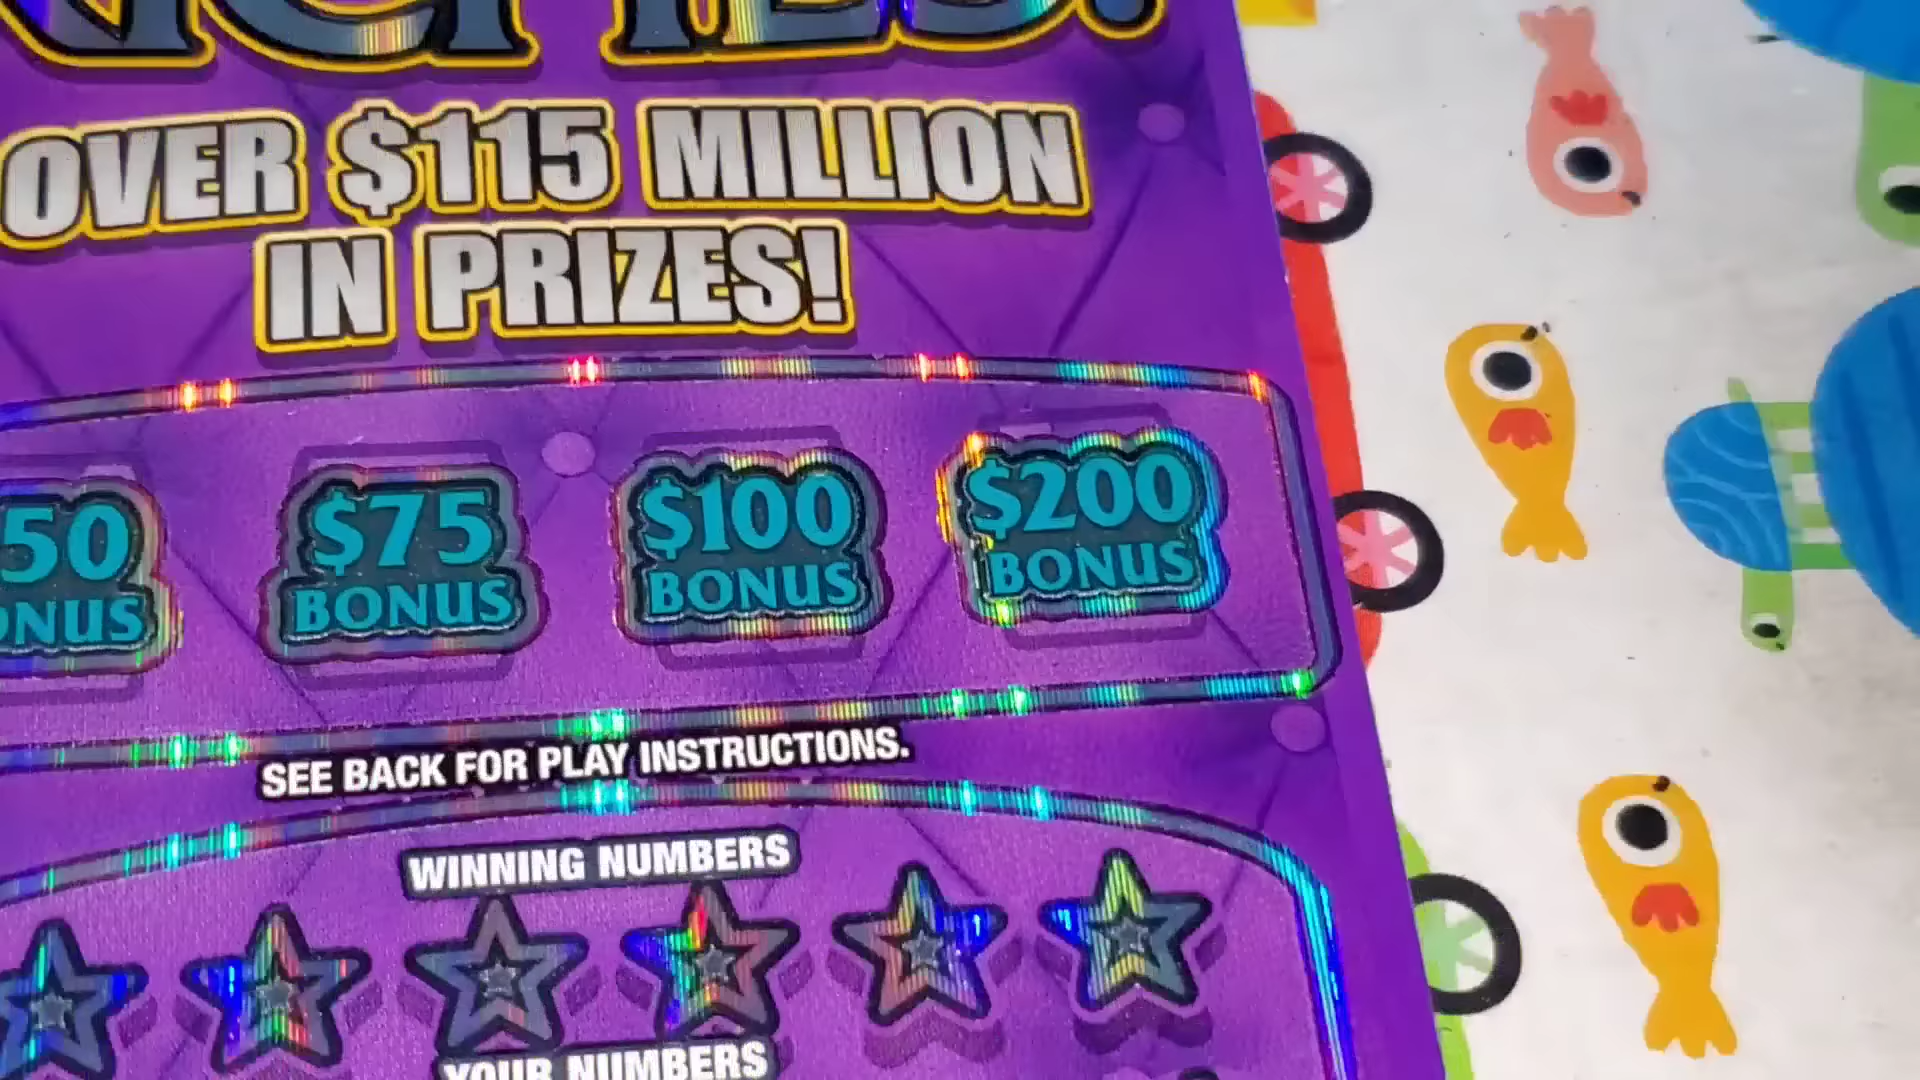 OVER $115 MILLION
IN PRIZES!
50 $75 $100 $200
BONUS BONUS BONUS
SEE BACK FOR PLAY INSTRUCTIONS.
WINNING NUMBERS
YOUR NUMBERS